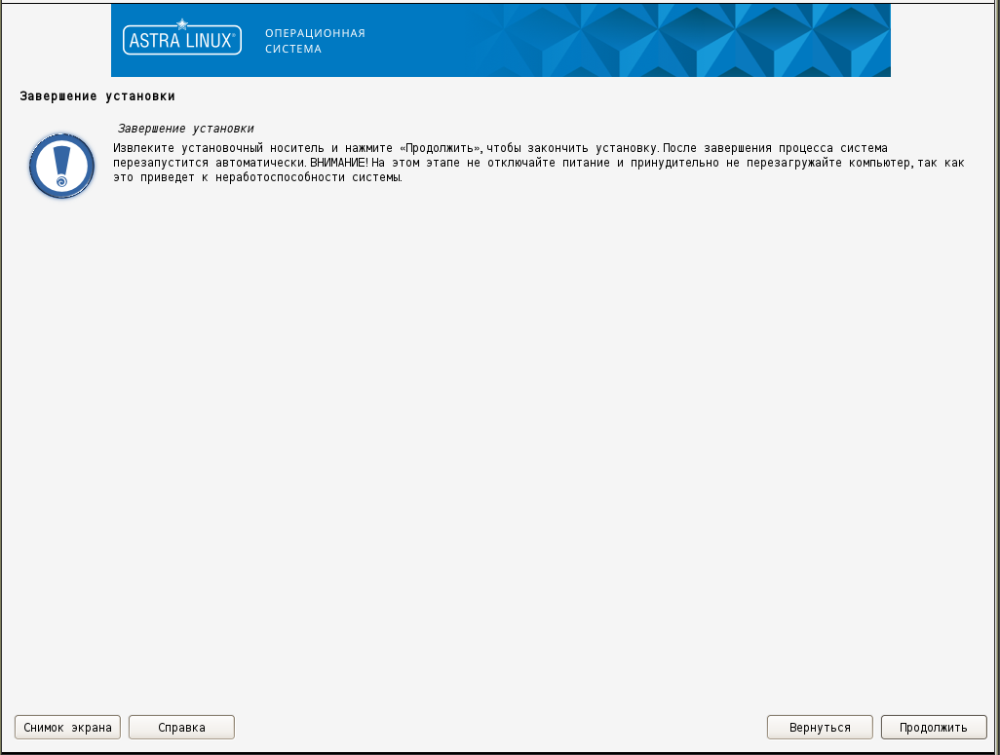 ASTRA LINUX®
ОПЕРАЦИОННАЯ
СИСТЕМА
Завершение установки
Завершение установки
Извлеките установочный носитель и нажмите «Продолжить», чтобы закончить установку. После завершения процесса система
перезапустится автоматически. ВНИМАНИЕ! На этом этапе не отключайте питание и принудительно не перезагружайте компьютер, так как
это приведет к неработоспособности системы.
Снимок экрана
Справка
Вернуться
Продолжить